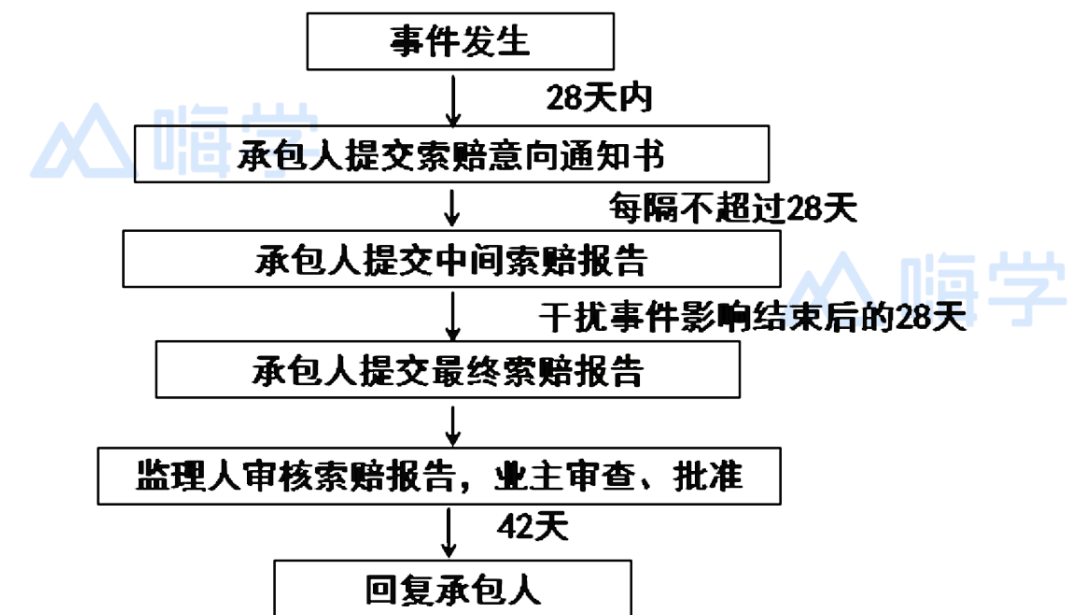 事件发生
28天内
嗨学
承包人提交索赔意向通知书
每隔不超过28天
承包人提交中间索赔报告
嗨学
干扰事件影响结束后的28天
承包人提交最终索赔报告
监理人审核索赔报告，业主审查、批准
42天
回复承包人